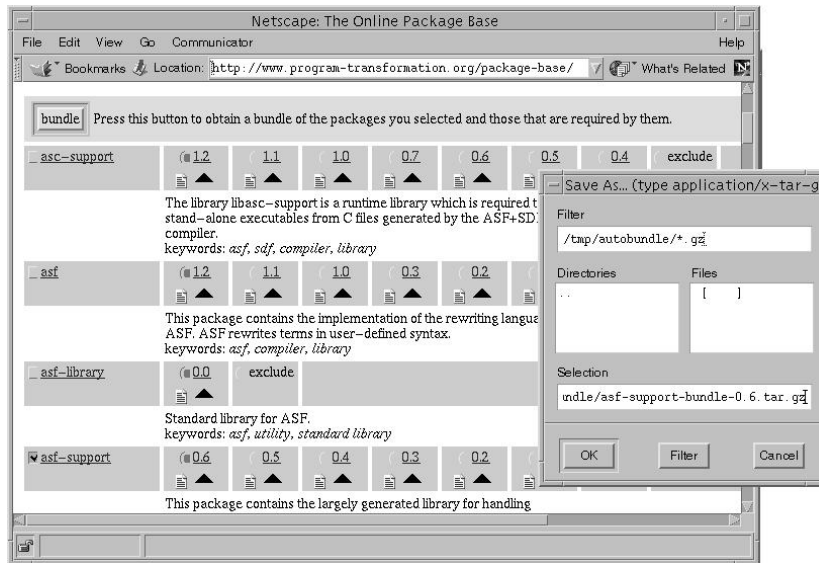 Netscape: The Online Package Base
File Edit View Go Communicator Help
Bookmarks Location: http://www.program-transformation.org/package-base/ What's Related N
bundle Press this button to obtain a bundle of the packages you selected and those that are required by them.
asc-support 1.2 1.1 1.0 0.7 0.6 0.5 0.4 exclude
The library libasc-support is a runtime library which is required t
stand-alone executables from C files generated by the ASF+SD
compiler.
keywords: asf, sdf, compiler, library
asf 1.2 1.1 1.0 0.3 0.2
This package contains the implementation of the rewriting langua
ASF. ASF rewrites terms in user-defined syntax.
keywords: asf, compiler, library
asf-library 0.0 exclude
Standard library for ASF.
keywords: asf, utility, standard library
asf-support 0.6 0.5 0.4 0.3 0.2
This package contains the largely generated library for handling
Save As... (type application/x-tar-g
Filter
/tmp/autobundle/*.gz
Directories Files
.. [ ]
Selection
undle/asf-support-bundle-0.6.tar.gz
OK Filter Cancel